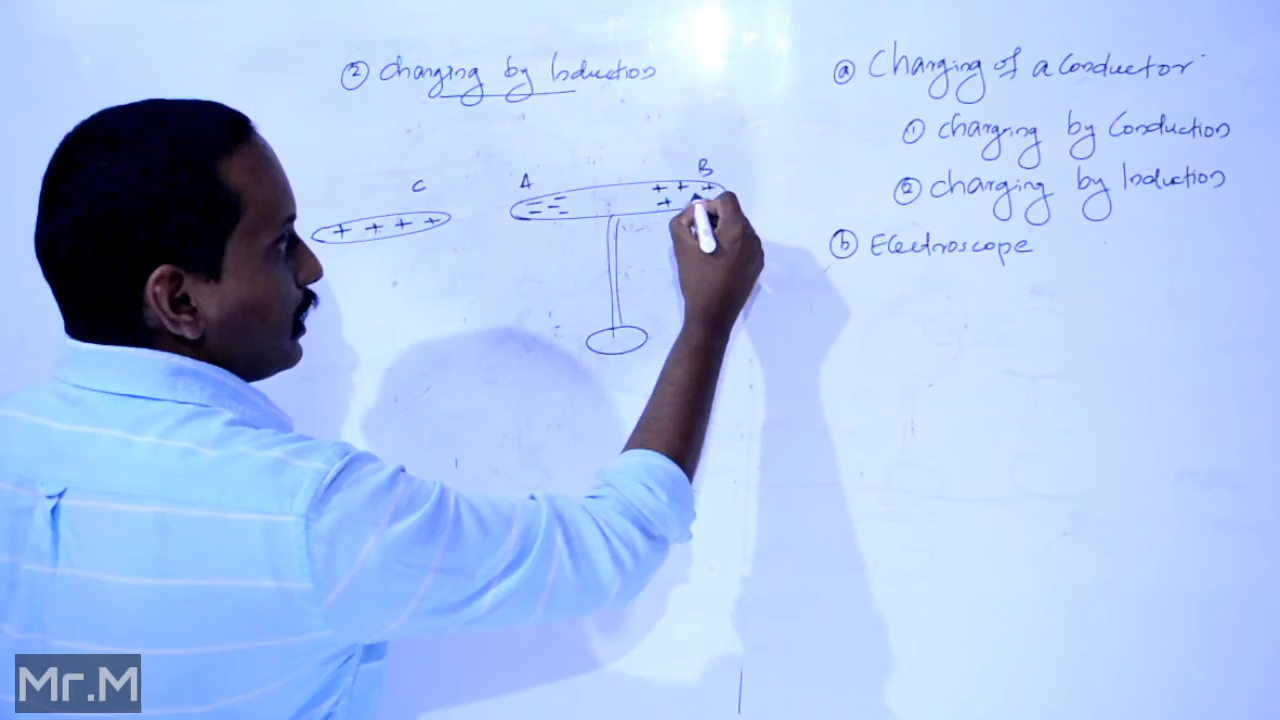 ② Charging by Induction
ⓐ Charging of a Conductor
① Charging by Conduction
② Charging by Induction
ⓑ Electroscope
C
A
B
+ + + +
- - - - - -
+ + +
+
Mr.M